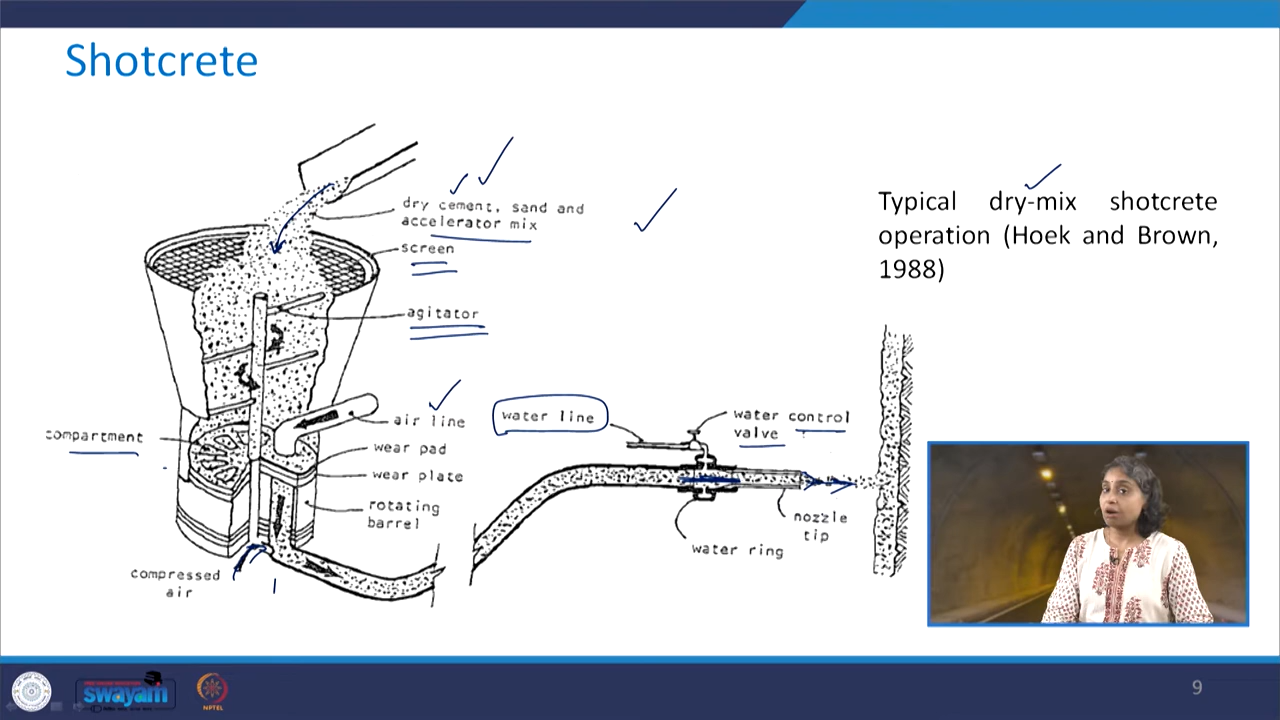 Shotcrete
dry cement, sand and
accelerator mix
screen
agitator
air line
compartment
wear pad
wear plate
rotating
barrel
compressed
air
water line
water control
valve
nozzle
tip
water ring
Typical dry-mix shotcrete
operation (Hoek and Brown,
1988)
swayam
NPTEL
9